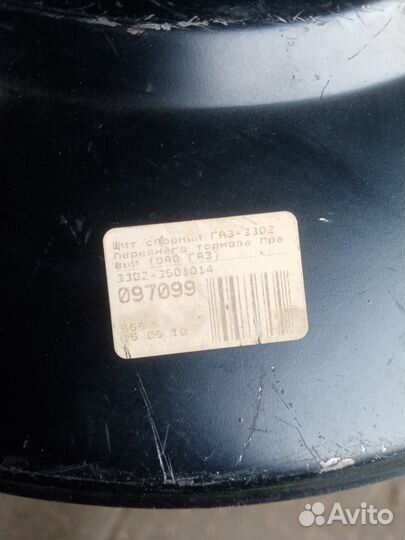 Щит опорный ГАЗ-3302
переднего тормоза пра
вый (ОАО ГАЗ)
3302-3501014
097099
555
25 05 10
Avito